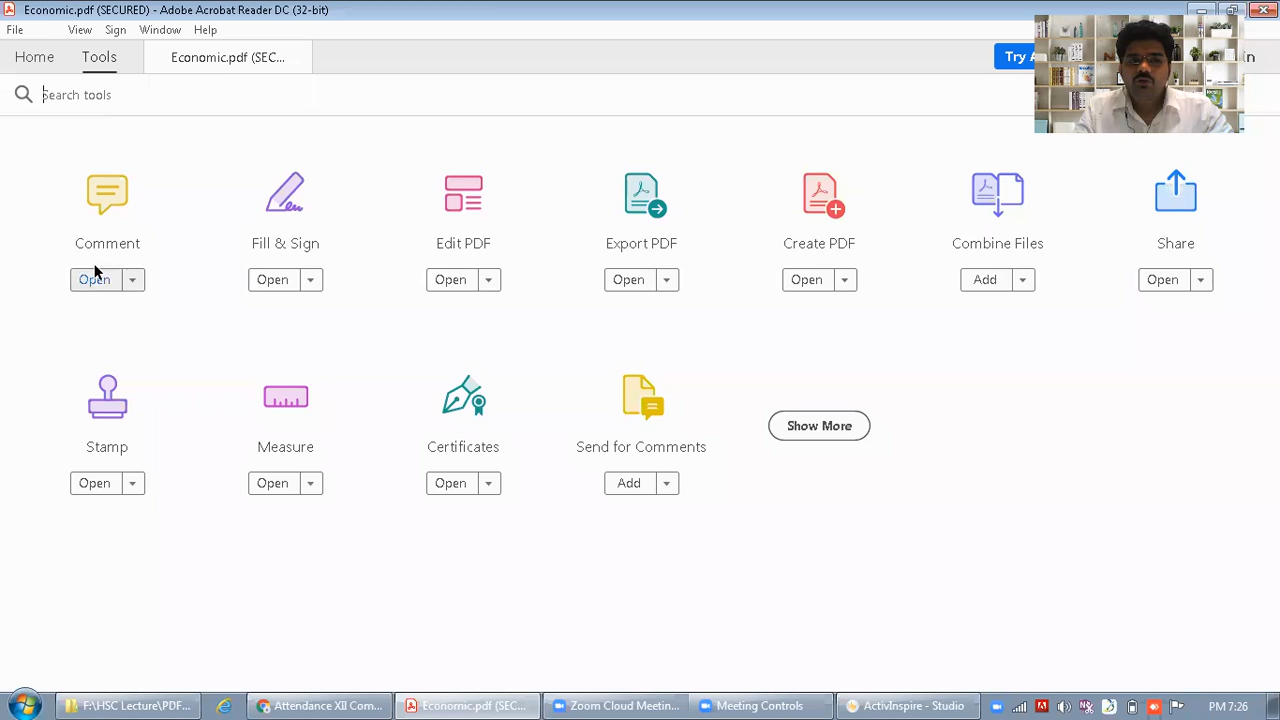 Economic.pdf (SECURED) - Adobe Acrobat Reader DC (32-bit)
File View Sign Window Help
Home Tools Economic.pdf (SEC...
Search tools
Comment Fill & Sign Edit PDF Export PDF Create PDF Combine Files Share
Open Open Open Open Open Add Open
Stamp Measure Certificates Send for Comments Show More
Open Open Open Add
F:\HSC Lecture\PDF... Attendance XII Com... Economic.pdf (SEC... Zoom Cloud Meetin... Meeting Controls ActivInspire - Studio PM 7:26